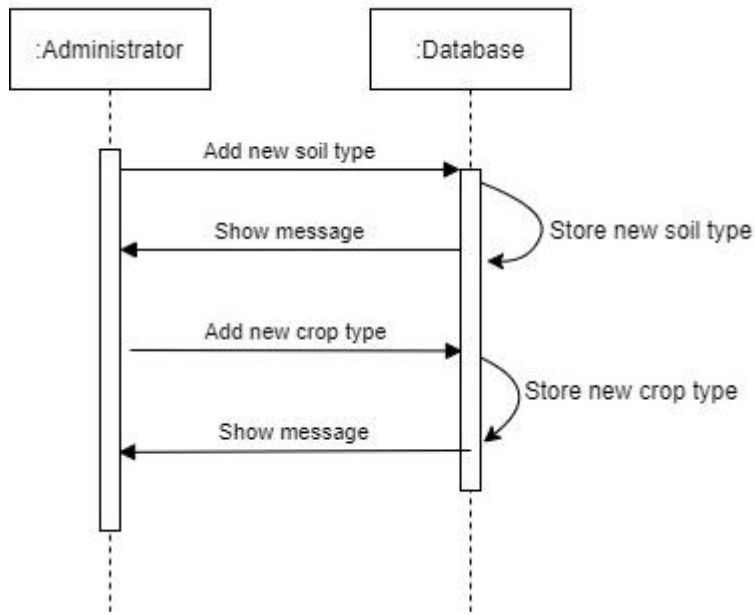 :Administrator
:Database
Add new soil type
Show message
Store new soil type
Add new crop type
Store new crop type
Show message